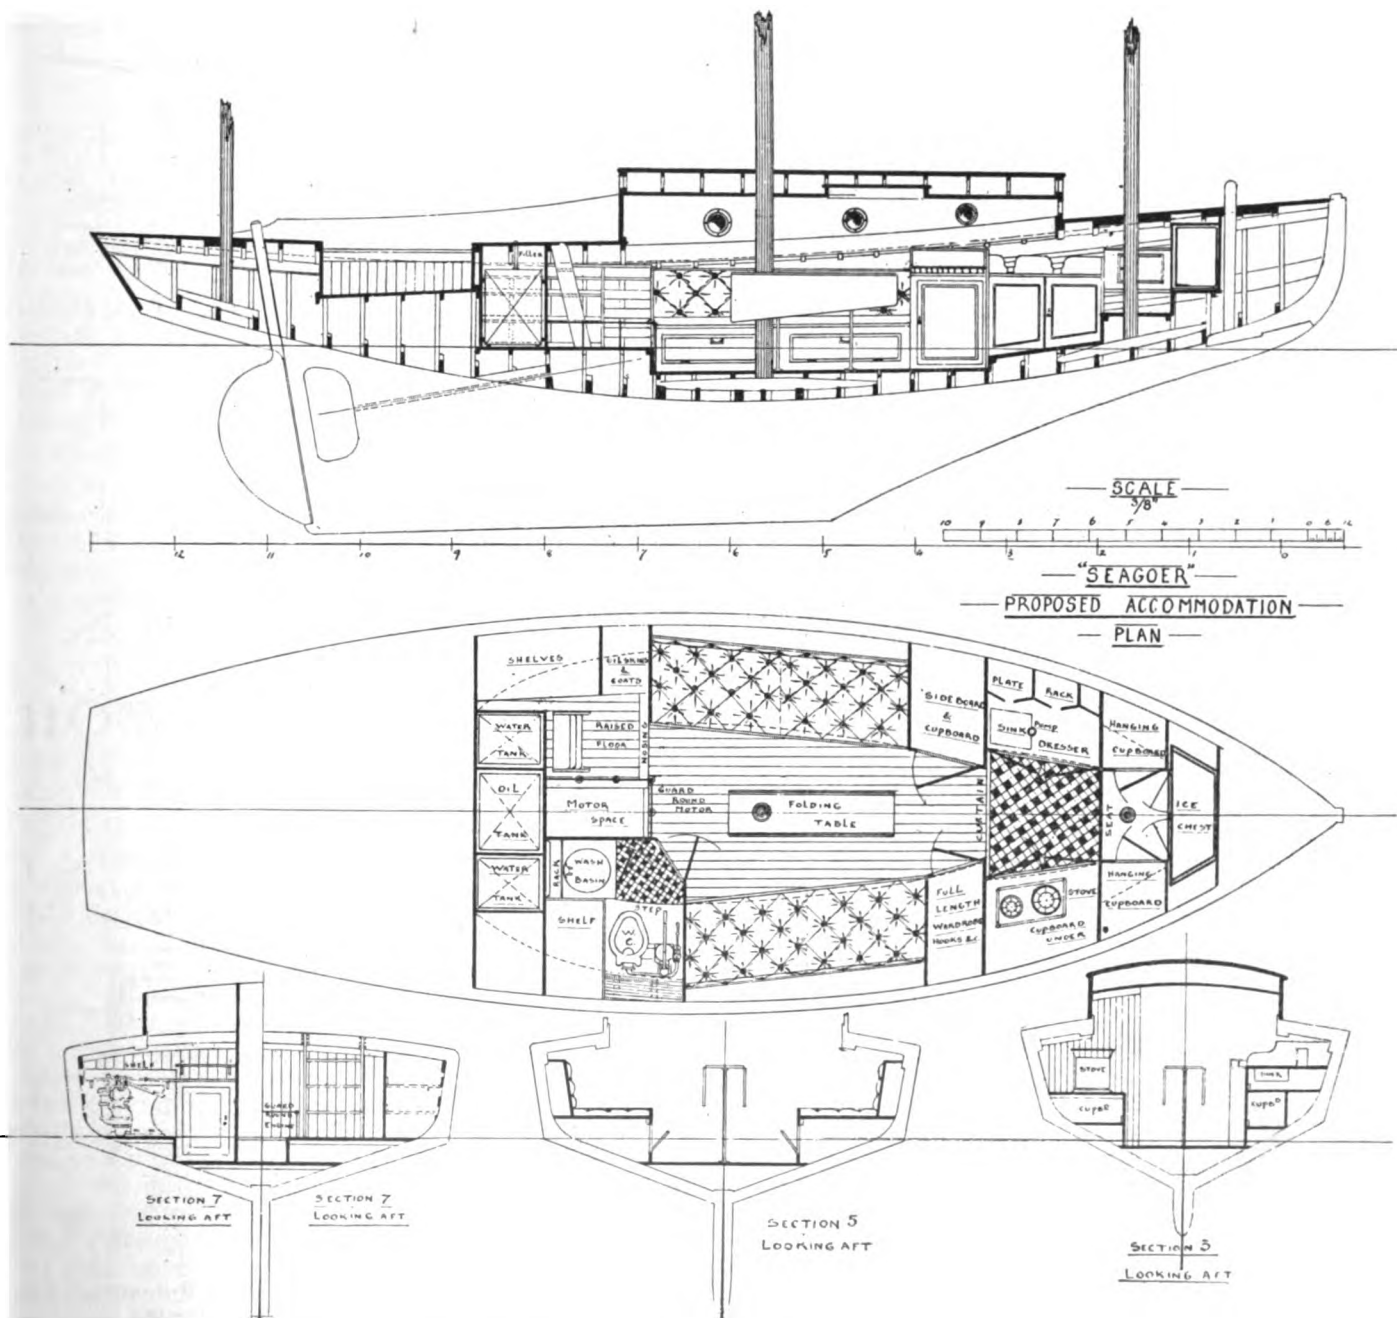 FILLER
SCALE
3/8"
10 9 8 7 6 5 4 3 2 1 0 6 12
12 11 10 9 8 7 6 5 4 3 2 1 0
"SEAGOER"
PROPOSED ACCOMMODATION
PLAN
SHELVES
OILSKINS
&
COATS
WATER
TANK
RAISED
FLOOR
NOSING
OIL
TANK
MOTOR
SPACE
GUARD
ROUND
MOTOR
FOLDING
TABLE
WATER
TANK
RACK
WASH
BASIN
SHELF
STEP
W
C
SIDEBOARD
&
CUPBOARD
PLATE
RACK
SINK
PUMP
DRESSER
HANGING
CUPBOARD
CURTAIN
SEAT
ICE
CHEST
FULL
LENGTH
WARDROBE
HOOKS &C
STOVE
CUPBOARD
UNDER
HANGING
CUPBOARD
SHELF
GUARD
ROUND
ENGINE
SECTION 7
LOOKING AFT
SECTION 7
LOOKING AFT
SECTION 5
LOOKING AFT
STOVE
CUPBD
SINK
CUPBD
SECTION 3
LOOKING AFT